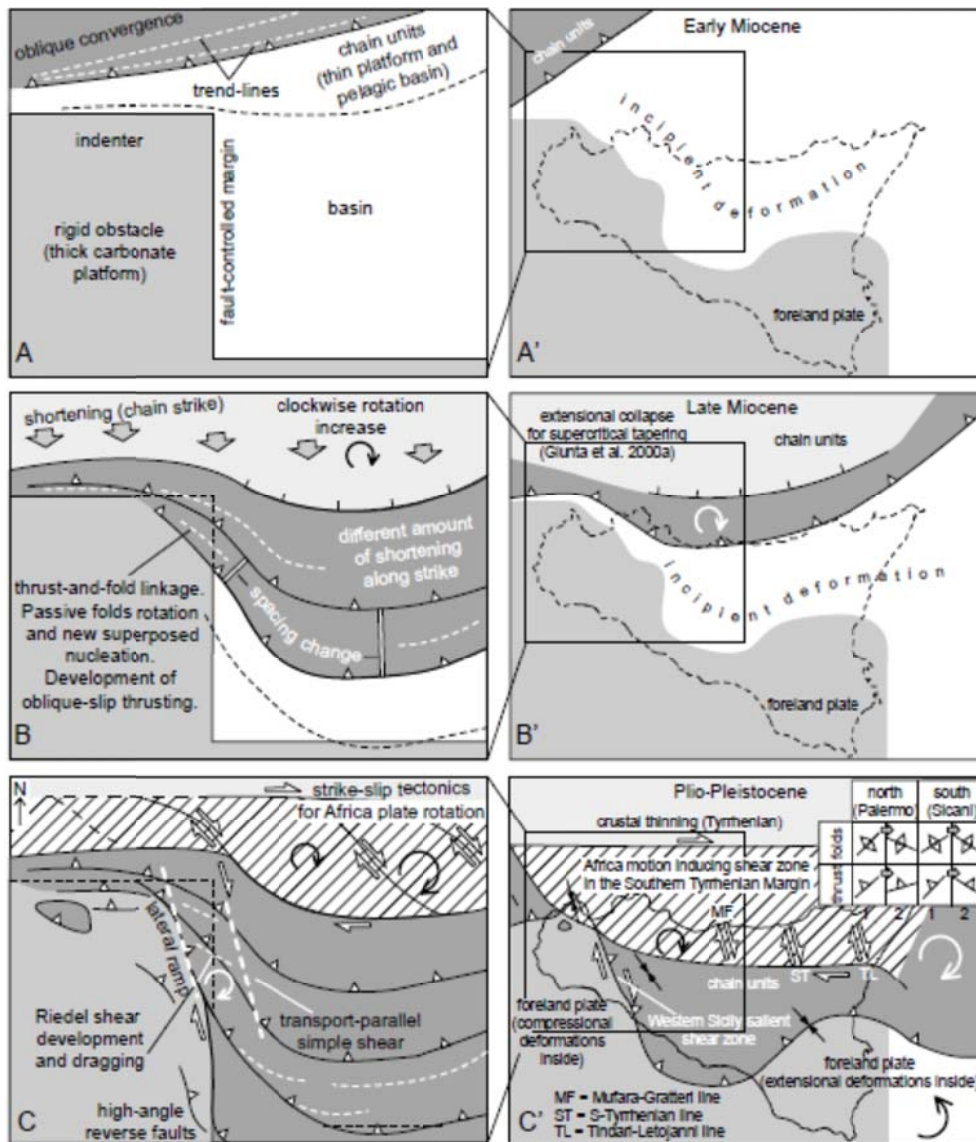 oblique convergence
trend-lines
chain units
(thin platform and
pelagic basin)
indenter
rigid obstacle
(thick carbonate
platform)
fault-controlled margin
basin
A
chain units
Early Miocene
incipient deformation
foreland plate
A'
shortening (chain strike)
clockwise rotation
increase
different amount
of shortening
along strike
thrust-and-fold linkage.
Passive folds rotation
and new superposed
nucleation.
Development of
oblique-slip thrusting.
spacing change
B
extensional collapse
for supercritical tapering
(Giunta et al. 2000a)
Late Miocene
chain units
incipient deformation
foreland plate
B'
N
strike-slip tectonics
for Africa plate rotation
lateral ramp
Riedel shear
development
and dragging
transport-parallel
simple shear
high-angle
reverse faults
C
Plio-Pleistocene
crustal thinning (Tyrrhenian)
north
(Palermo)
south
(Sicani)
folds
thrust
1 2 1 2
Africa motion inducing shear zone
in the Southern Tyrrhenian Margin
MF
ST
TL
chain units
foreland plate
(compressional
deformations
inside)
Western Sicily salient
shear zone
foreland plate
(extensional deformations inside)
MF = Mufara-Gratteri line
ST = S-Tyrrhenian line
TL = Tindari-Letojanni line
C'